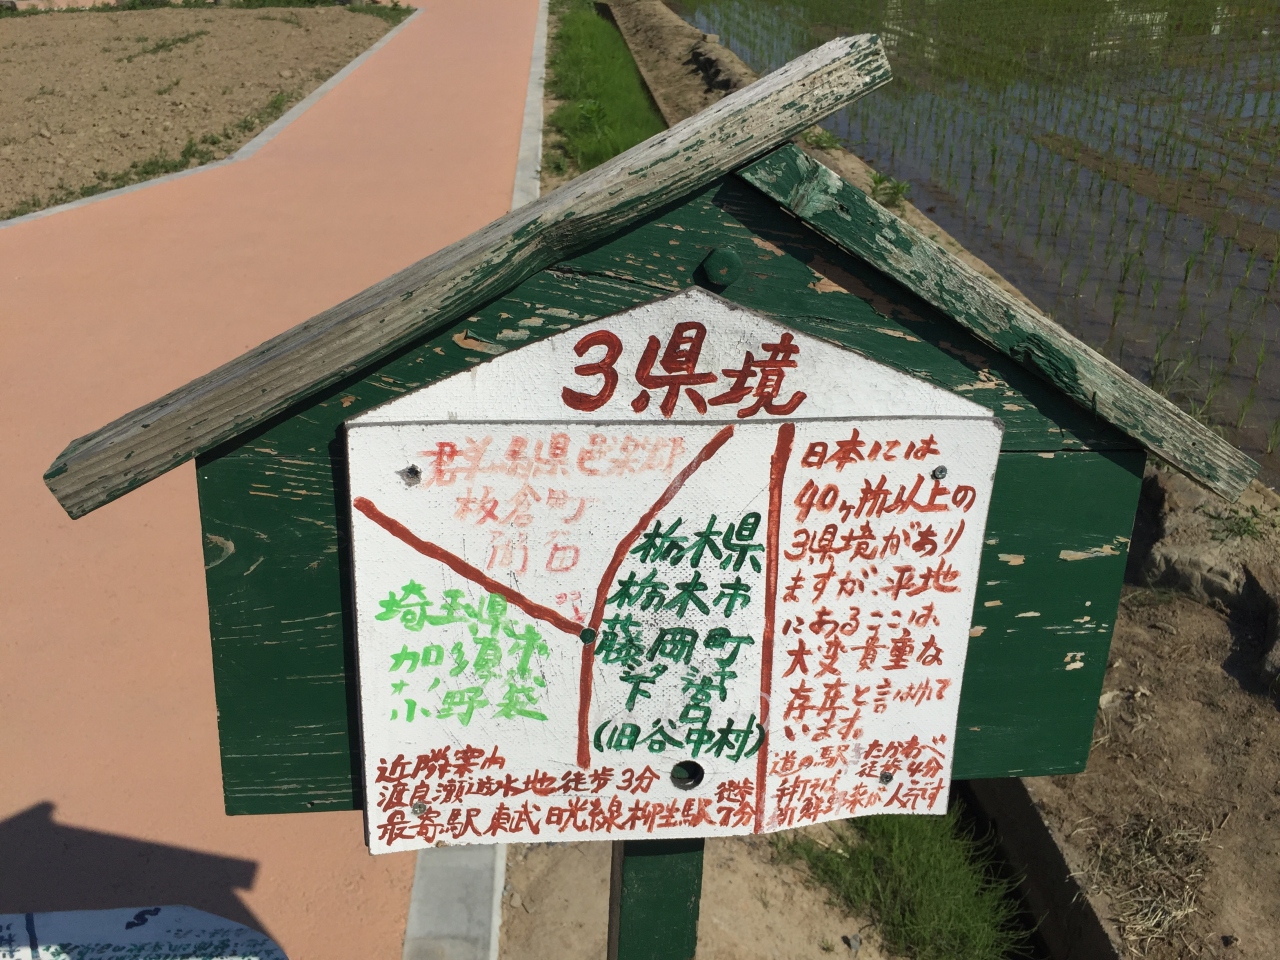 3県境
群馬県邑楽郡
板倉町
海老瀬
栃木県
栃木市
藤岡町
下宮
(旧谷中村)
埼玉県
加須市
小野袋
日本には
40ヶ所以上の
3県境があり
ますが、平地
にあるここは、
大変貴重な
存在と言われて
います。
道の駅 たかわべ
徒歩4分
新鮮野菜が人気です
近隣案内
渡良瀬遊水地 徒歩3分
最寄駅 東武日光線柳生駅 徒歩7分